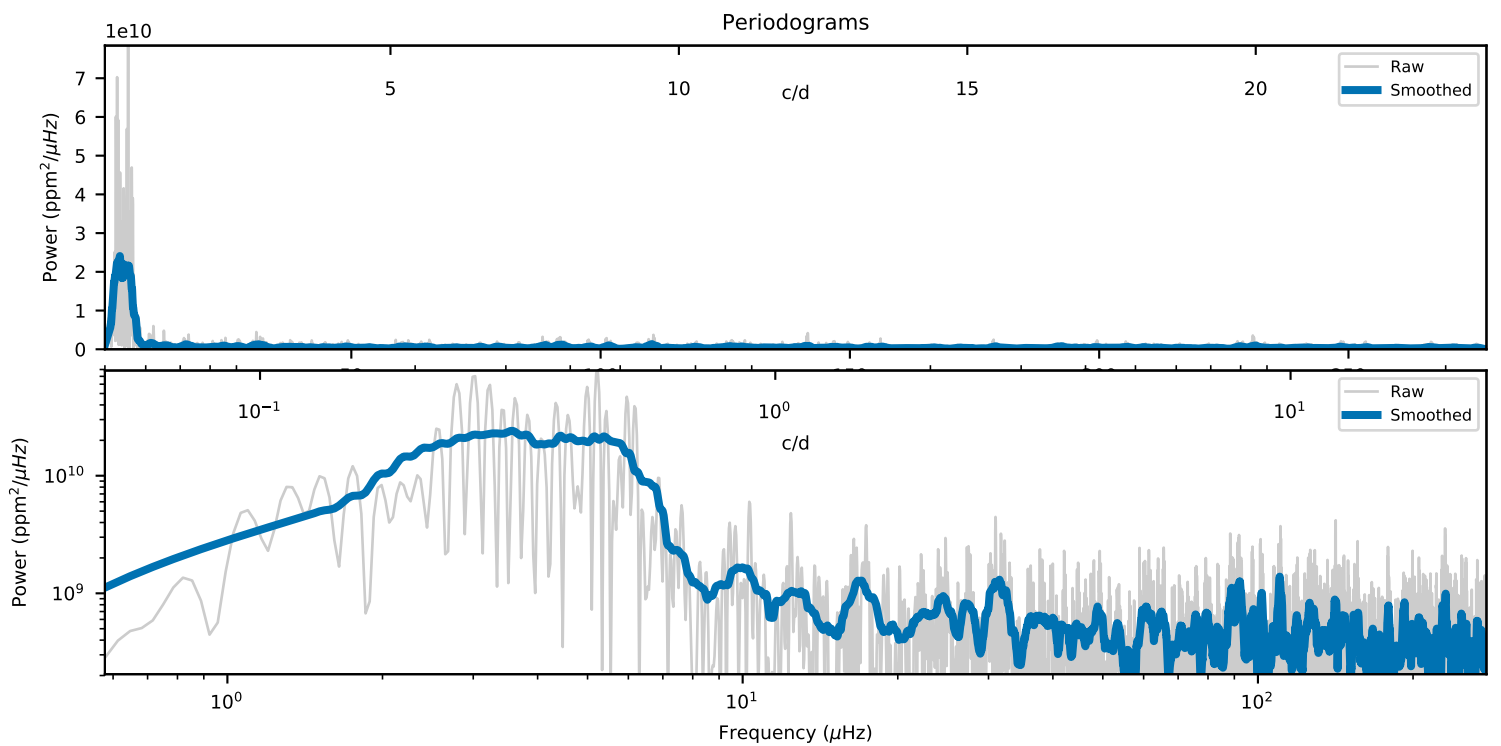 Periodograms
1e10
Raw
Smoothed
5 10 15 20
c/d
7
6
5
4
3
2
1
0
Power (ppm²/μHz)
Raw
Smoothed
10⁻¹ 10⁰ 10¹
c/d
10¹⁰
10⁹
Power (ppm²/μHz)
10⁰ 10¹ 10²
Frequency (μHz)